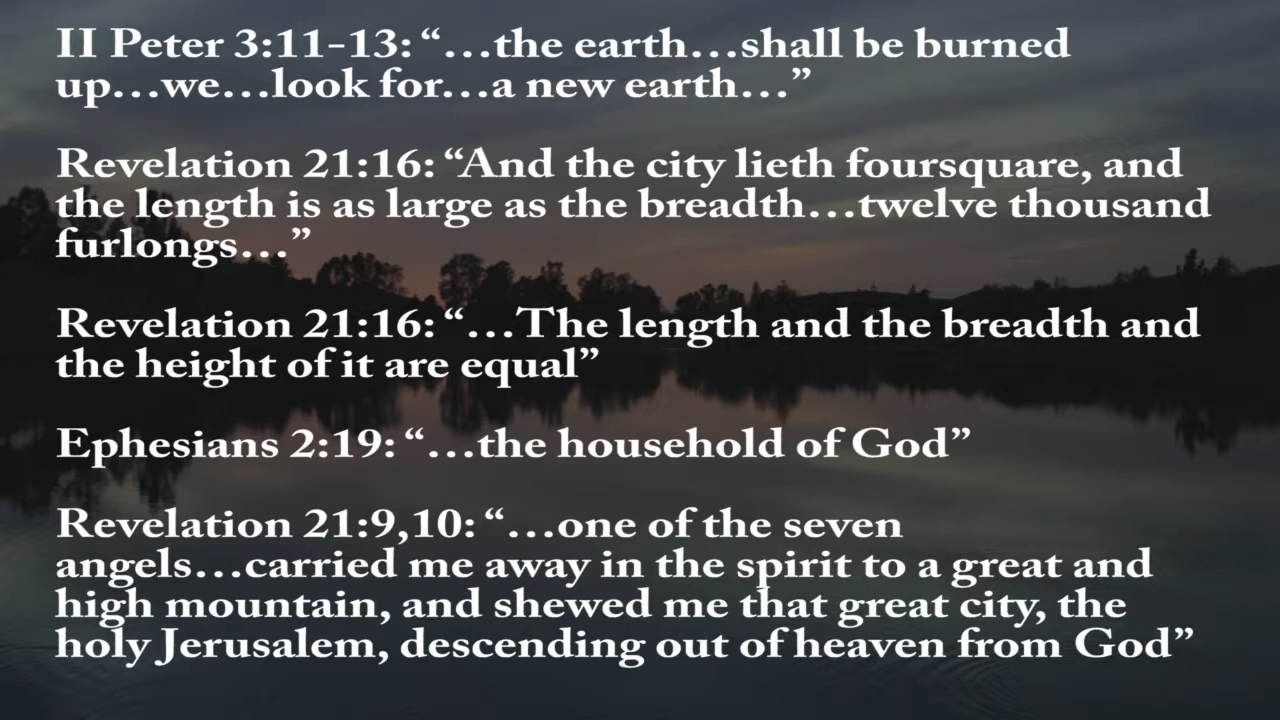 II Peter 3:11-13: “…the earth…shall be burned
up…we…look for…a new earth…”
Revelation 21:16: “And the city lieth foursquare, and
the length is as large as the breadth…twelve thousand
furlongs…”
Revelation 21:16: “…The length and the breadth and
the height of it are equal”
Ephesians 2:19: “…the household of God”
Revelation 21:9,10: “…one of the seven
angels…carried me away in the spirit to a great and
high mountain, and shewed me that great city, the
holy Jerusalem, descending out of heaven from God”